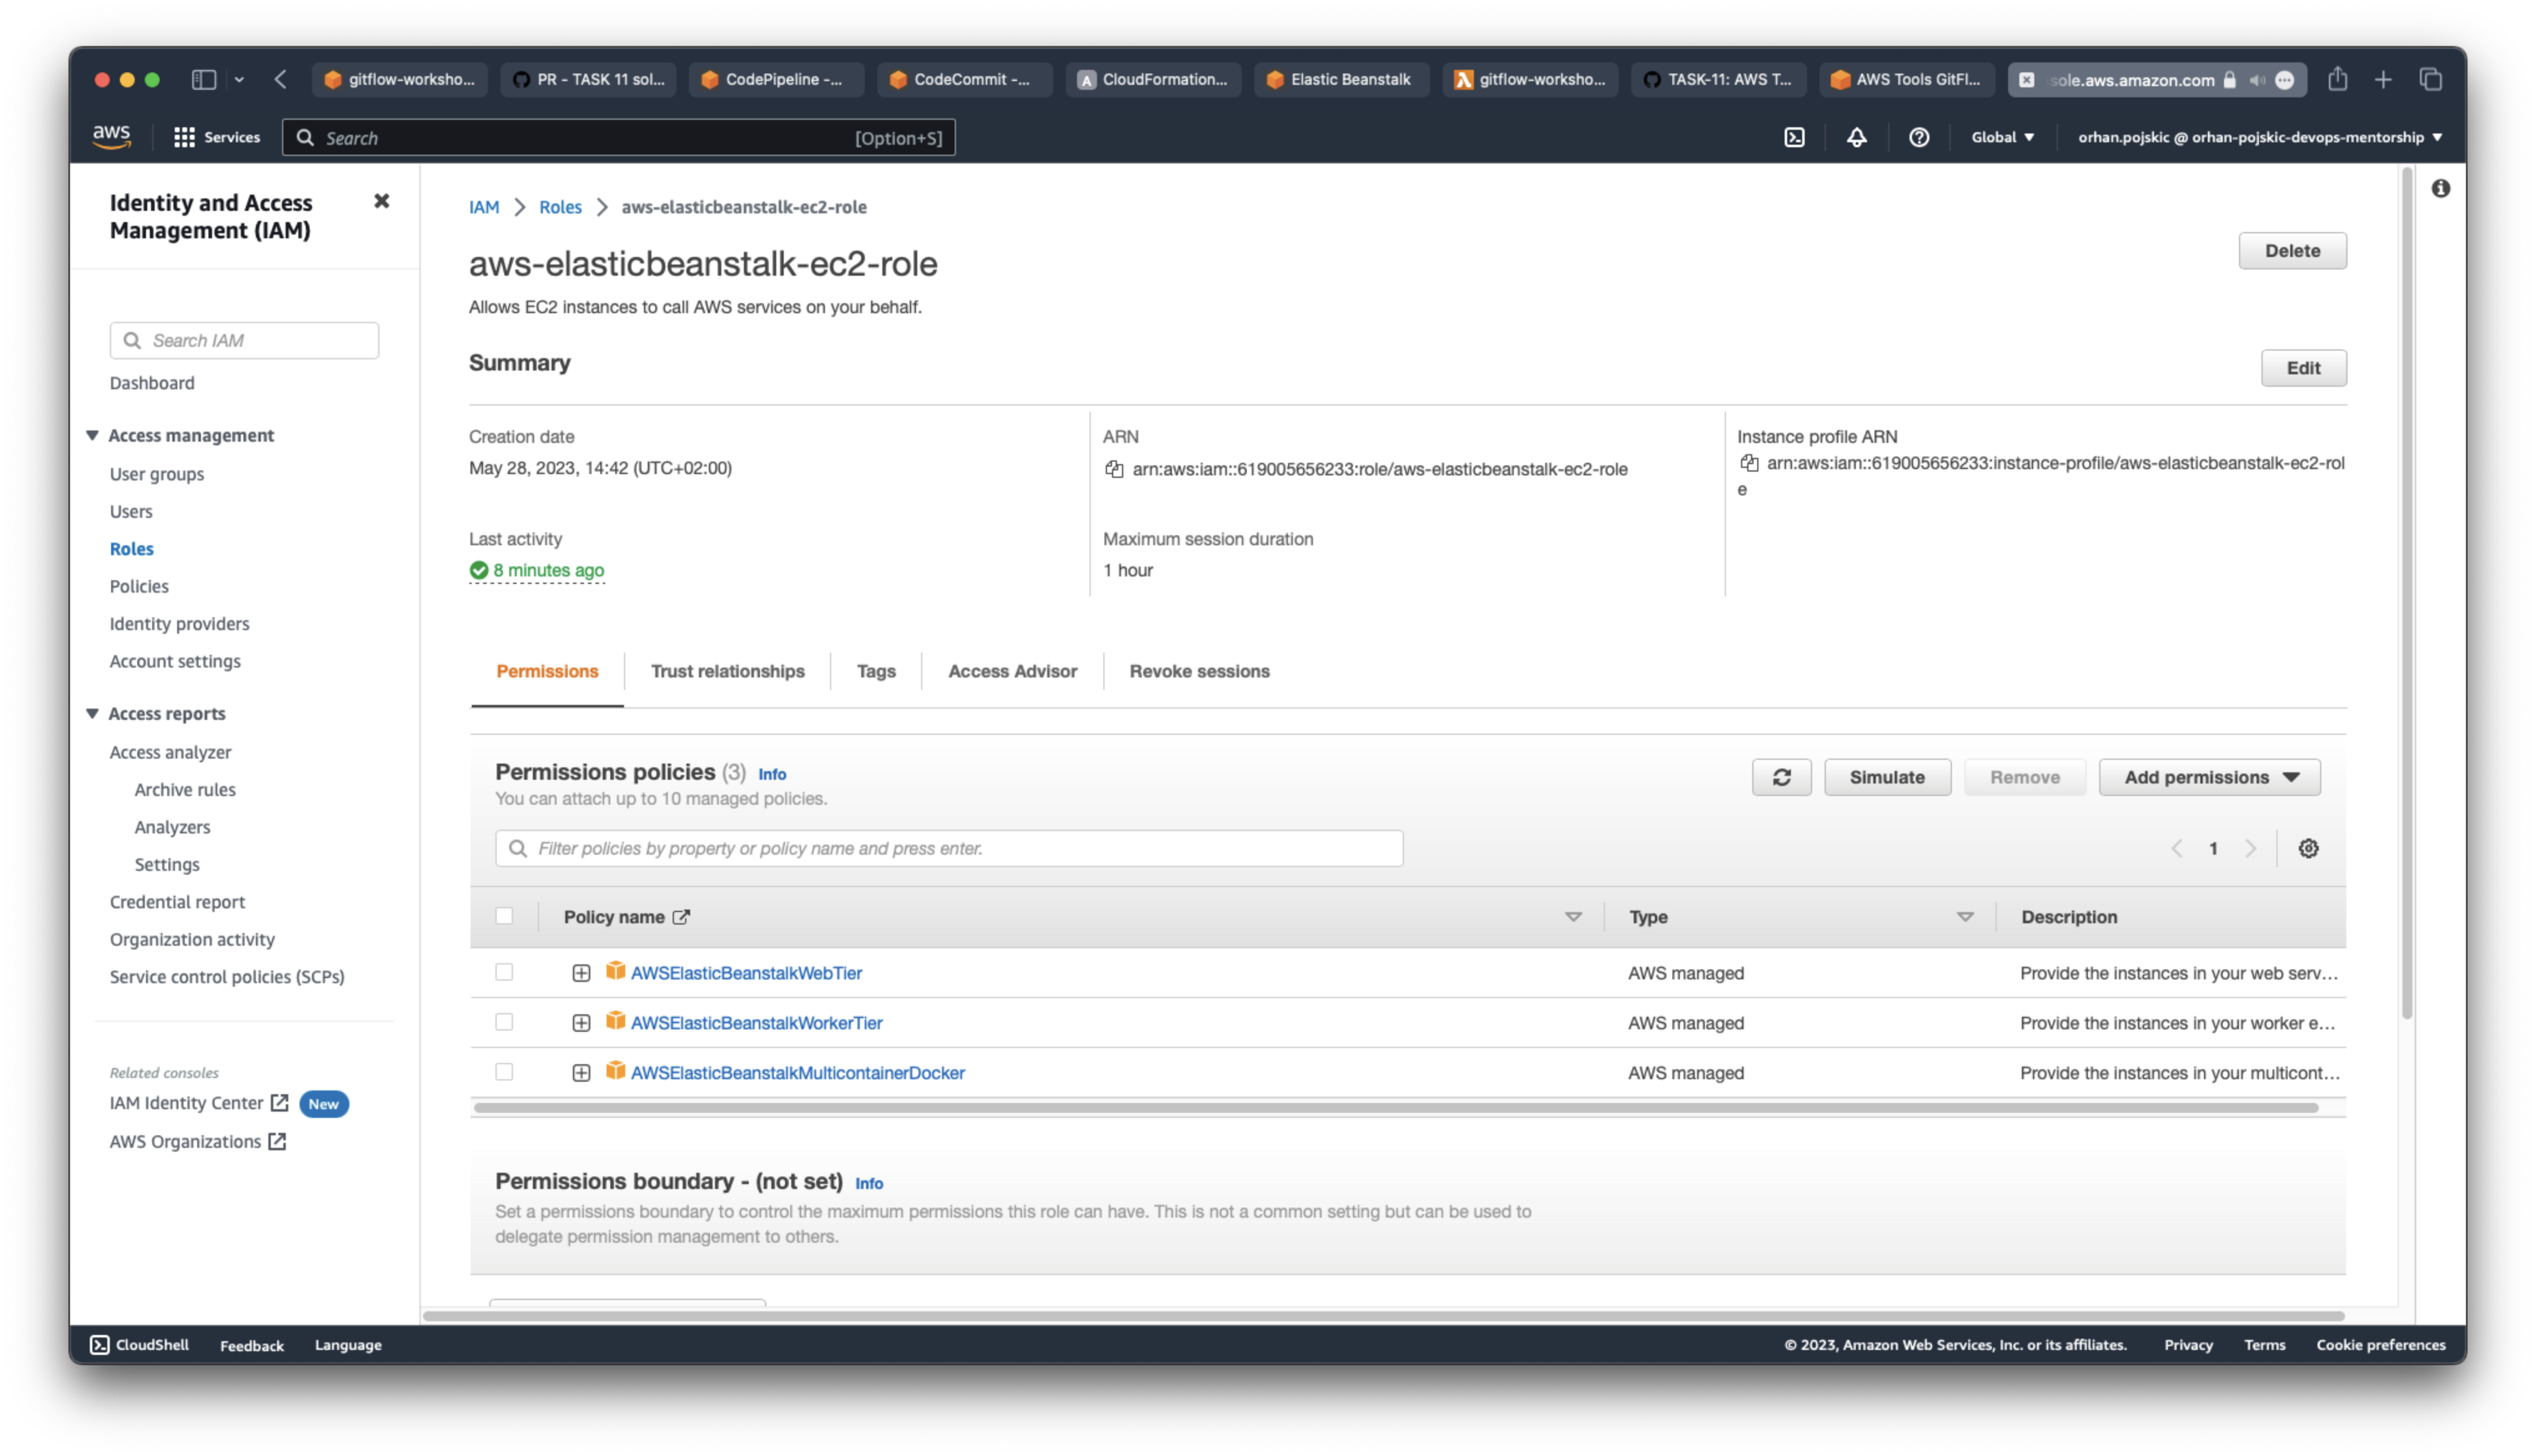 gitflow-worksho...
PR - TASK 11 sol...
CodePipeline -...
CodeCommit -...
A CloudFormation...
Elastic Beanstalk
gitflow-worksho...
TASK-11: AWS T...
AWS Tools GitFl...
sole.aws.amazon.com
aws
Services
Search
[Option+S]
Global
orhan.pojskic @ orhan-pojskic-devops-mentorship
Identity and Access
Management (IAM)
Search IAM
Dashboard
Access management
User groups
Users
Roles
Policies
Identity providers
Account settings
Access reports
Access analyzer
Archive rules
Analyzers
Settings
Credential report
Organization activity
Service control policies (SCPs)
Related consoles
IAM Identity Center New
AWS Organizations
IAM > Roles > aws-elasticbeanstalk-ec2-role
aws-elasticbeanstalk-ec2-role
Delete
Allows EC2 instances to call AWS services on your behalf.
Summary
Edit
Creation date
May 28, 2023, 14:42 (UTC+02:00)
ARN
arn:aws:iam::619005656233:role/aws-elasticbeanstalk-ec2-role
Instance profile ARN
arn:aws:iam::619005656233:instance-profile/aws-elasticbeanstalk-ec2-rol
e
Last activity
8 minutes ago
Maximum session duration
1 hour
Permissions
Trust relationships
Tags
Access Advisor
Revoke sessions
Permissions policies (3) Info
You can attach up to 10 managed policies.
Simulate
Remove
Add permissions
Filter policies by property or policy name and press enter.
1
Policy name
Type
Description
AWSElasticBeanstalkWebTier
AWS managed
Provide the instances in your web serv...
AWSElasticBeanstalkWorkerTier
AWS managed
Provide the instances in your worker e...
AWSElasticBeanstalkMulticontainerDocker
AWS managed
Provide the instances in your multicont...
Permissions boundary - (not set) Info
Set a permissions boundary to control the maximum permissions this role can have. This is not a common setting but can be used to
delegate permission management to others.
CloudShell
Feedback
Language
© 2023, Amazon Web Services, Inc. or its affiliates.
Privacy
Terms
Cookie preferences